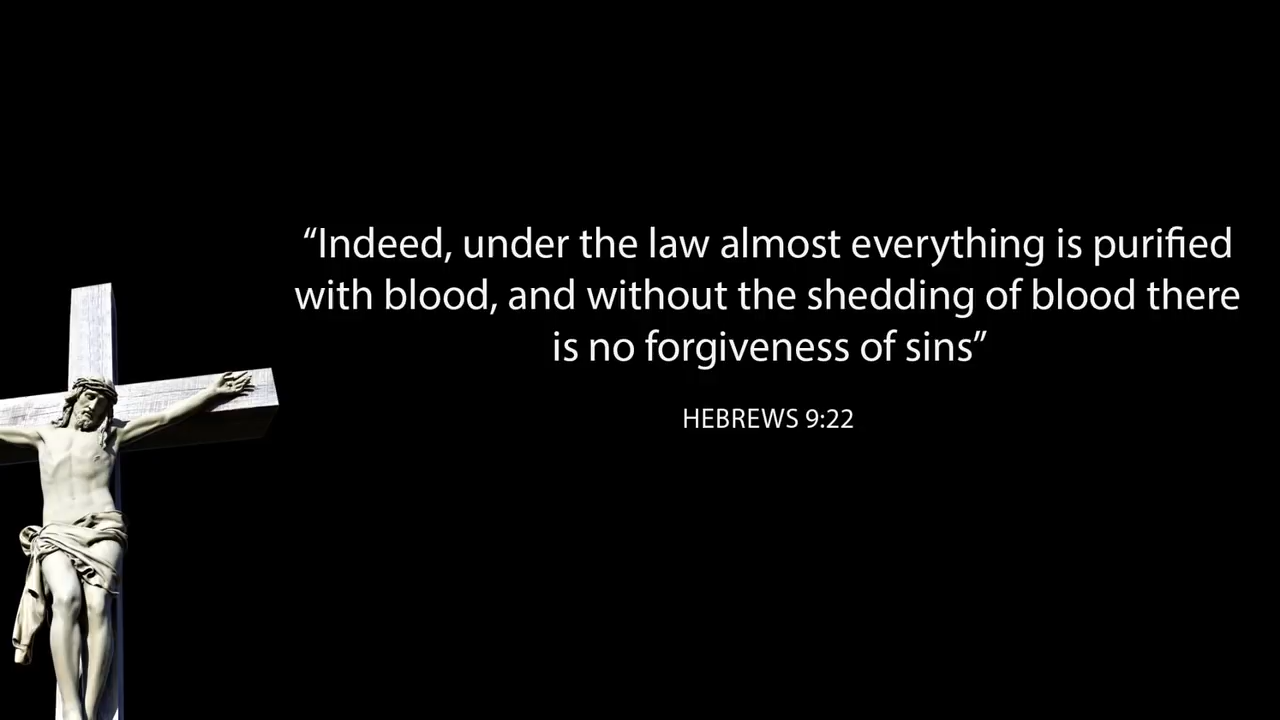 “Indeed, under the law almost everything is purified
with blood, and without the shedding of blood there
is no forgiveness of sins”
HEBREWS 9:22